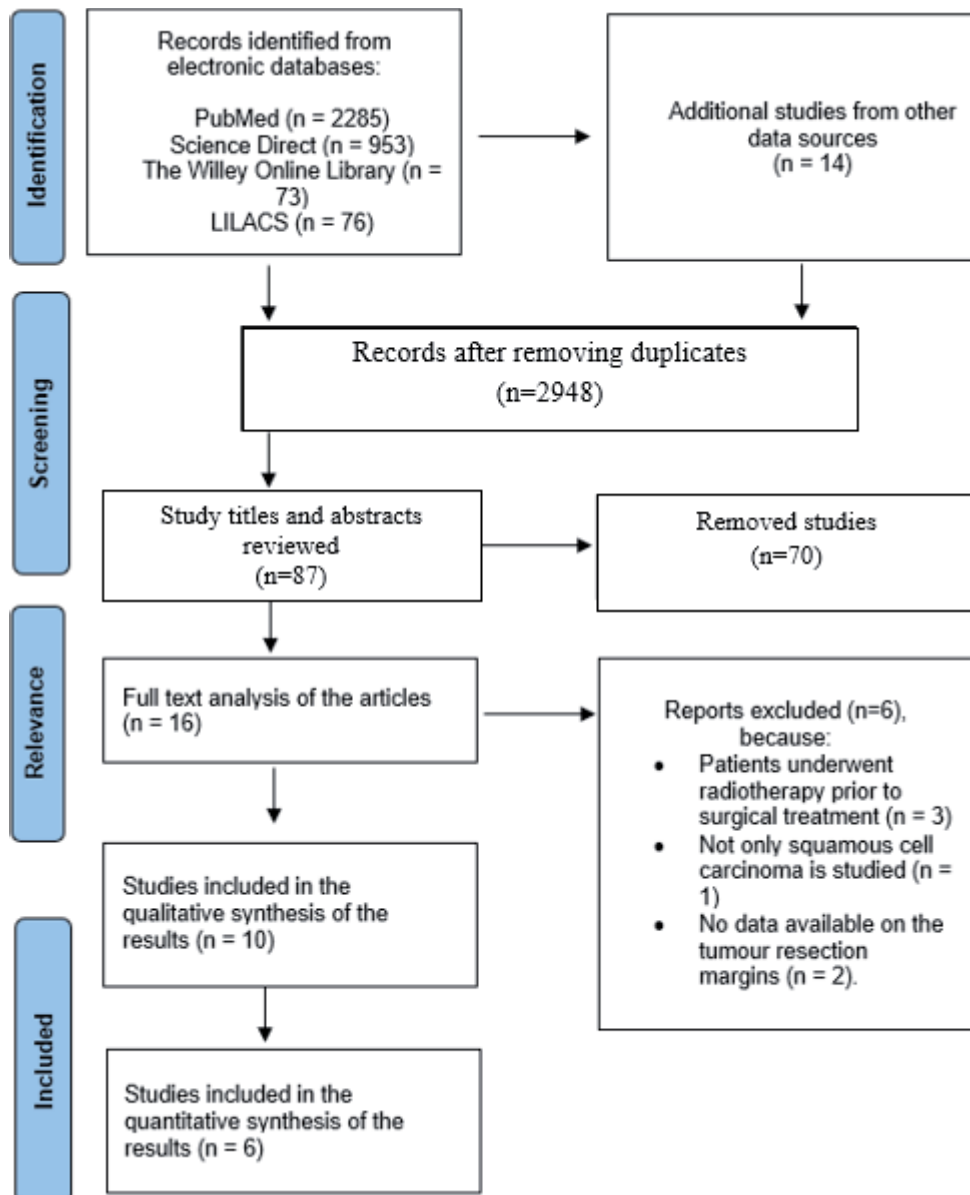 Identification
Records identified from
electronic databases:
PubMed (n = 2285)
Science Direct (n = 953)
The Willey Online Library (n =
73)
LILACS (n = 76)
Additional studies from other
data sources
(n = 14)
Screening
Records after removing duplicates
(n=2948)
Study titles and abstracts
reviewed
(n=87)
Removed studies
(n=70)
Relevance
Full text analysis of the articles
(n = 16)
Reports excluded (n=6),
because:
• Patients underwent
radiotherapy prior to
surgical treatment (n = 3)
• Not only squamous cell
carcinoma is studied (n =
1)
• No data available on the
tumour resection
margins (n = 2).
Included
Studies included in the
qualitative synthesis of the
results (n = 10)
Studies included in the
quantitative synthesis of the
results (n = 6)